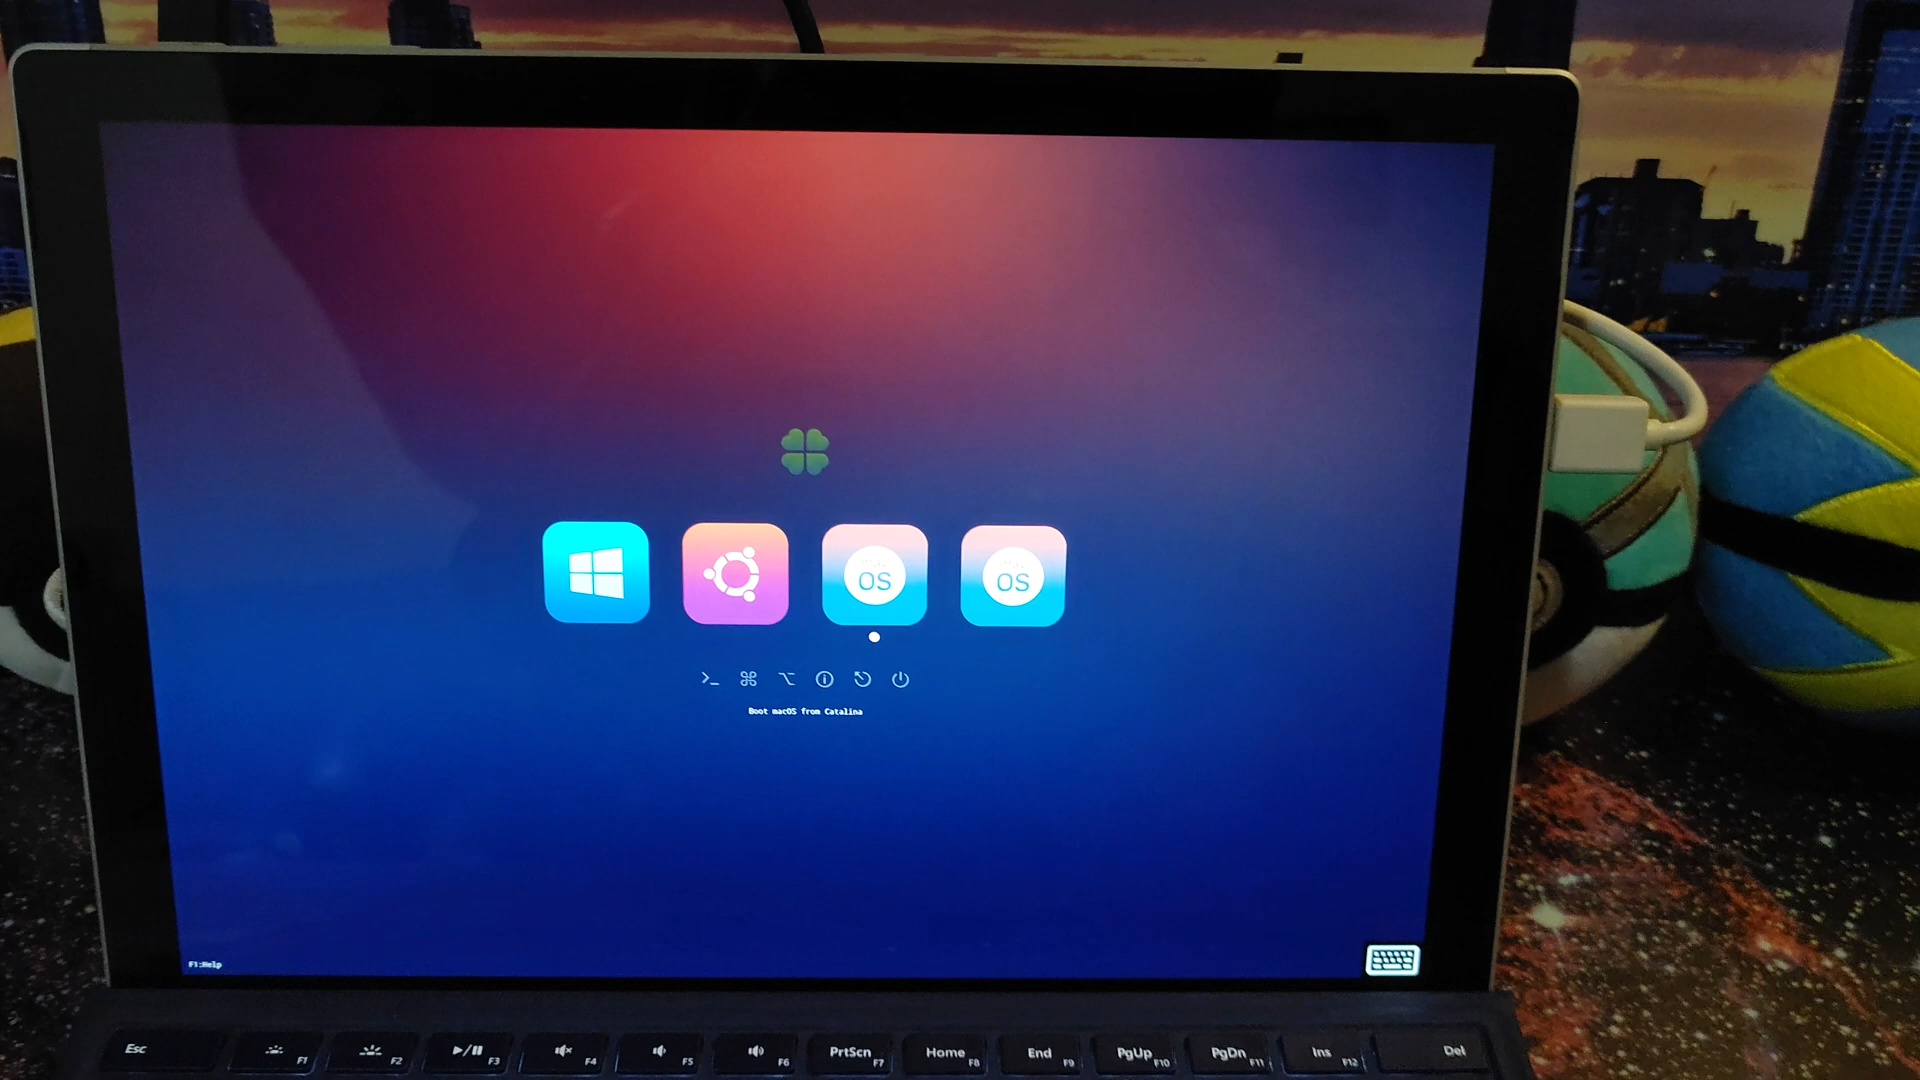 OS
OS
Boot macOS from Catalina
F1:Help
Esc
F1
F2
F3
F4
F5
F6
PrtScn
F7
Home
F8
End
F9
PgUp
F10
PgDn
F11
Ins
F12
Del